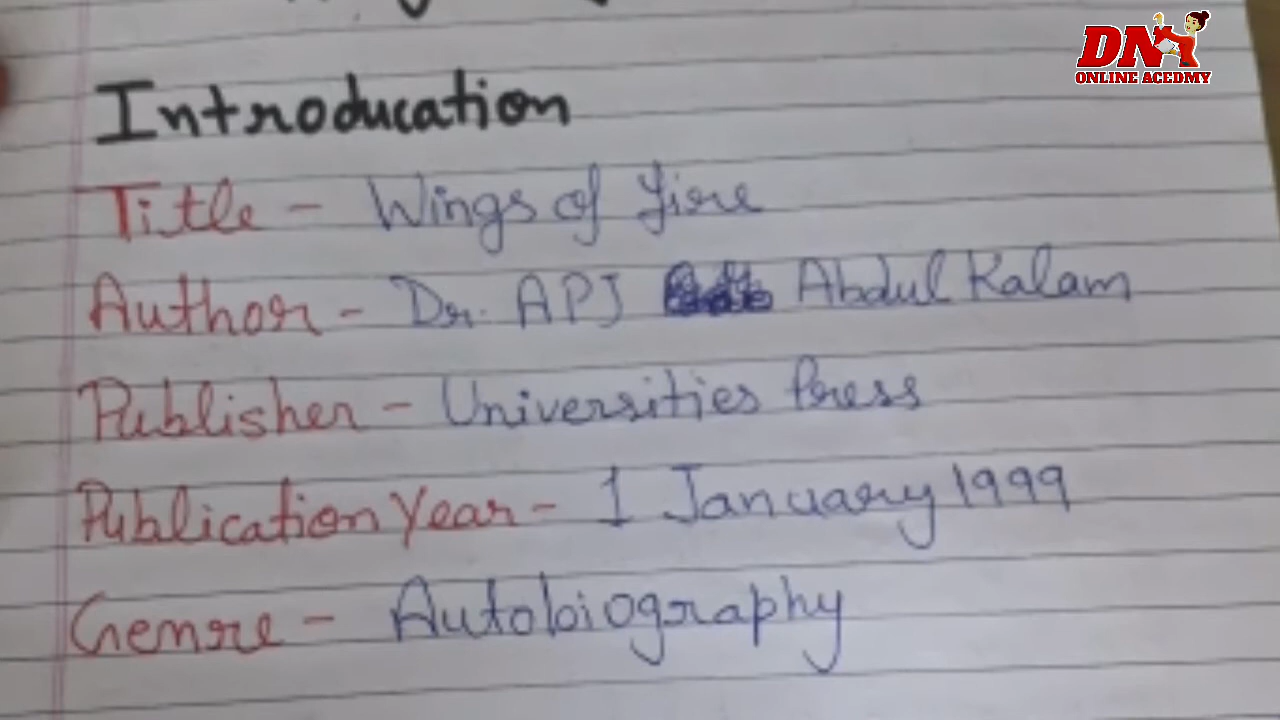 DNY
ONLINE ACEDMY
Introducation
Title - Wings of fire
Author - Dr. APJ Abdul Kalam
Publisher - Universities Press
Publication Year - 1 January 1999
Genre - Autobiography